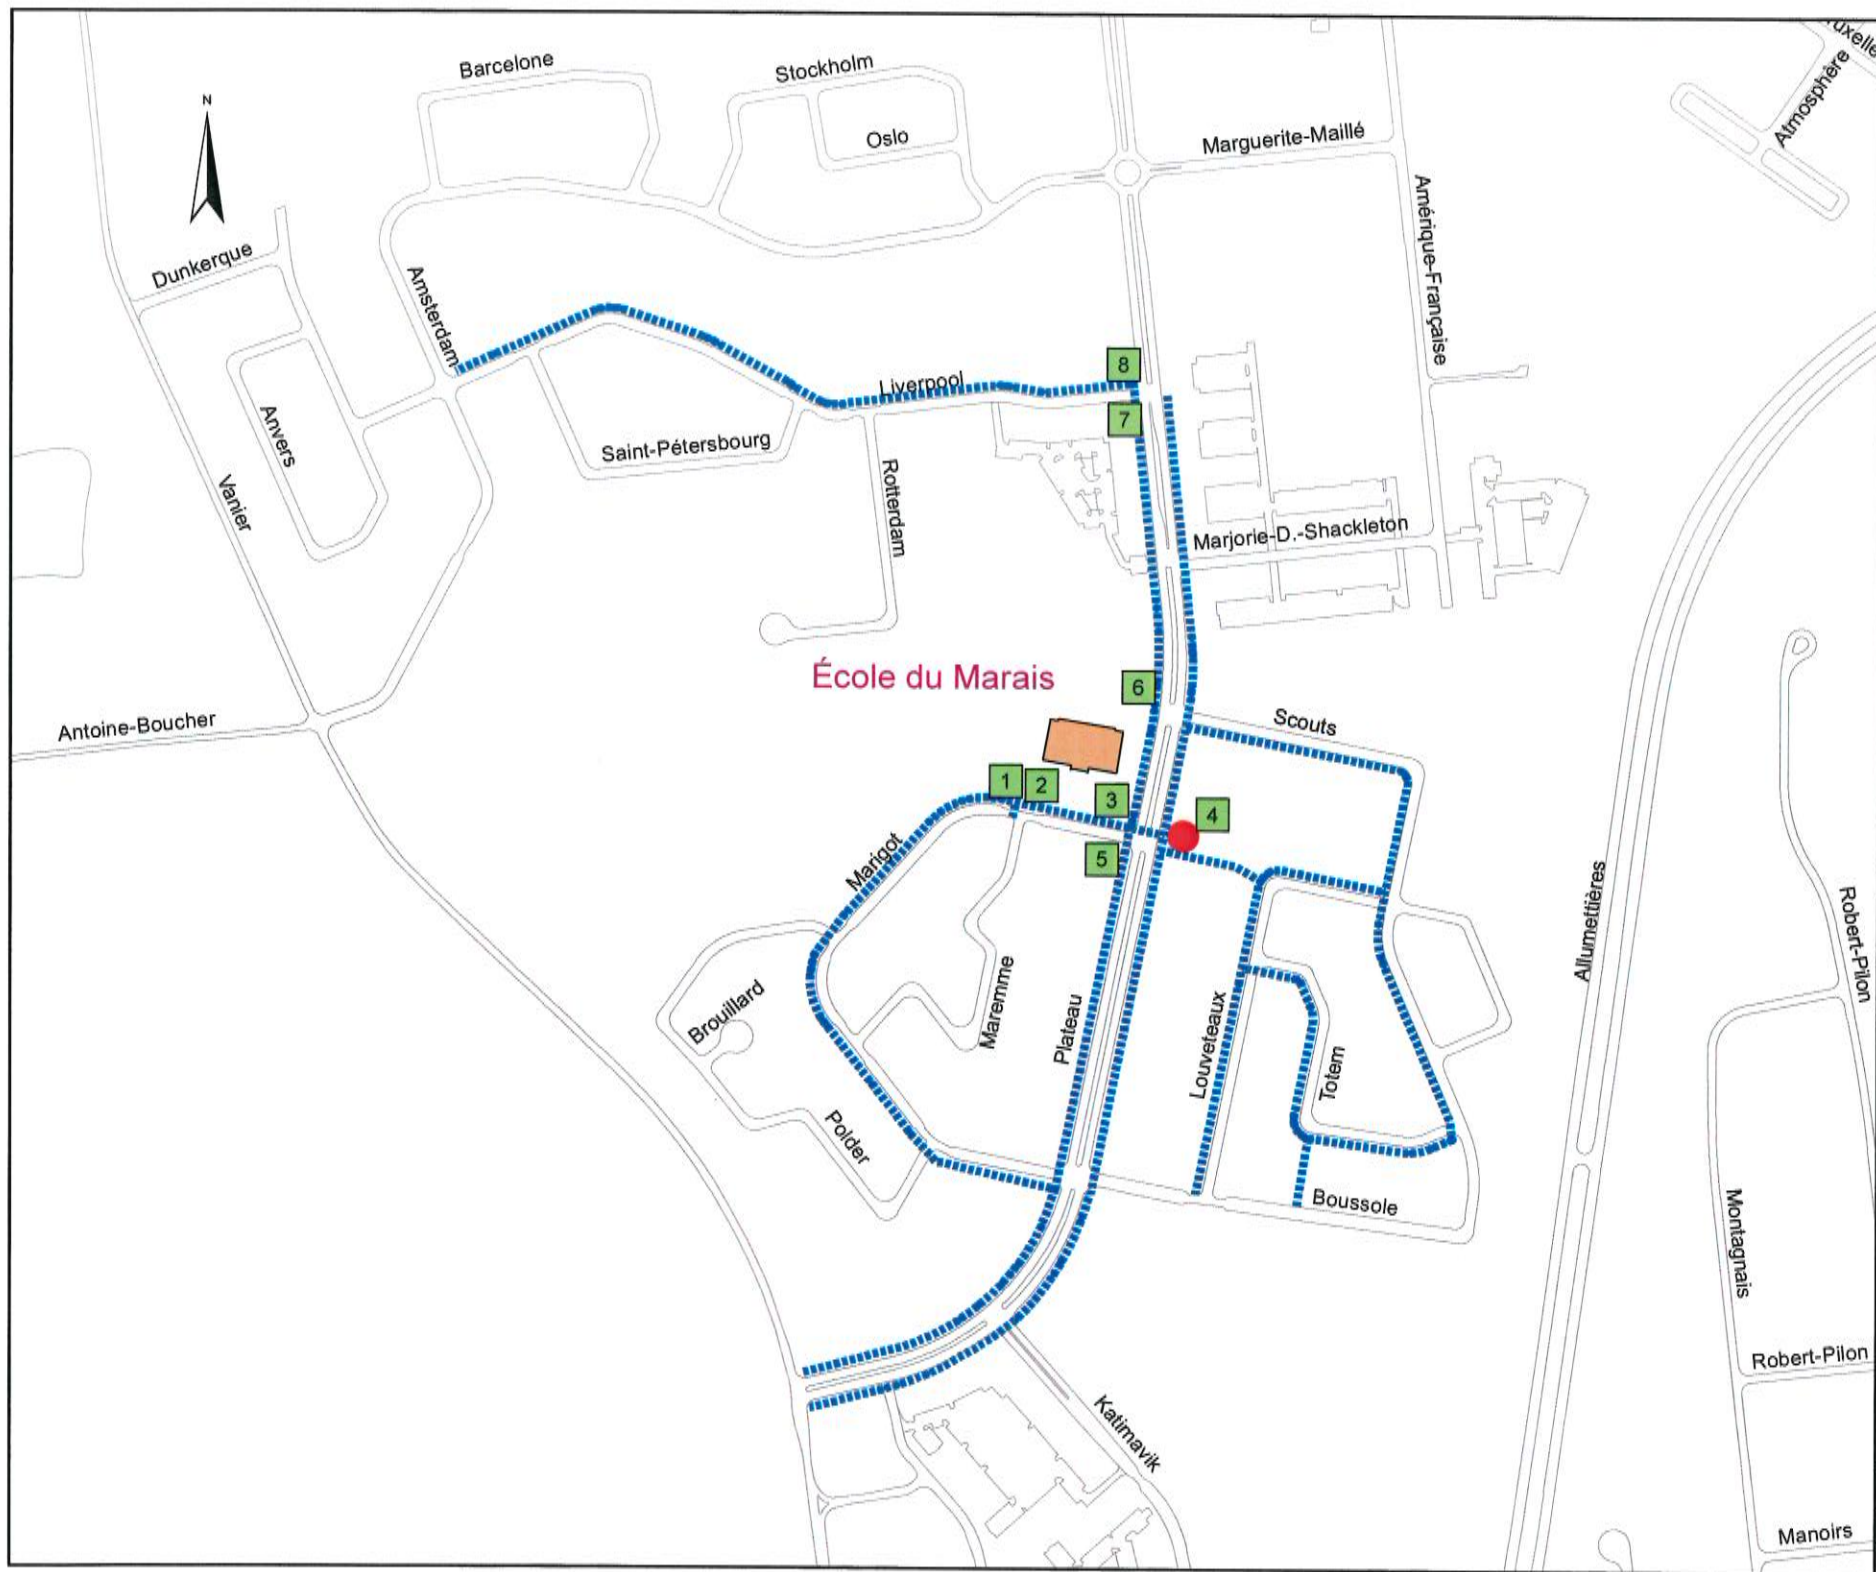 Barcelone
Stockholm
uxelle
Atmosphère
N
Oslo
Marguerite-Maillé
Amérique-Française
Dunkerque
Amsterdam
8
Liverpool
7
Anvers
Saint-Pétersbourg
Vanier
Rotterdam
Marjorie-D.-Shackleton
École du Marais
6
Antoine-Boucher
Scouts
1
2
3
4
5
Marigot
Allumettières
Robert-Pilon
Maremme
Brouillard
Plateau
Louveteaux
Totem
Polder
Boussole
Montagnais
Robert-Pilon
Katimavik
Manoirs